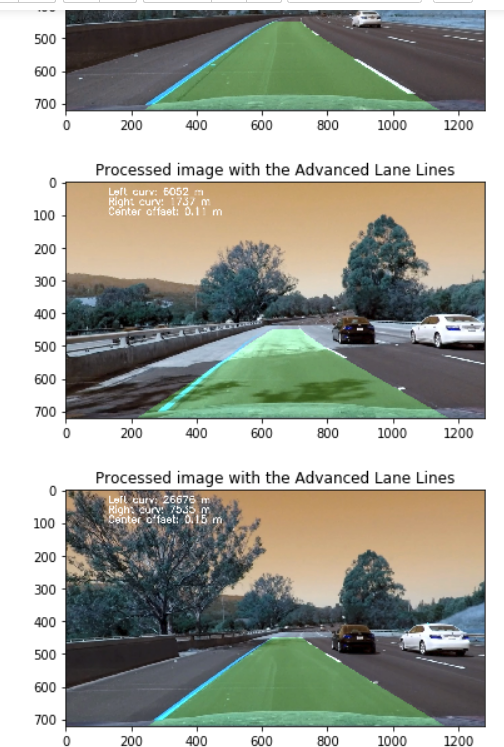 500
600
700
0 200 400 600 800 1000 1200
Processed image with the Advanced Lane Lines
0
Left curv: 6052 m
Right curv: 1737 m
Center offset: 0.11 m
100
200
300
400
500
600
700
0 200 400 600 800 1000 1200
Processed image with the Advanced Lane Lines
0
Left curv: 26676 m
Right curv: 7535 m
Center offset: 0.15 m
100
200
300
400
500
600
700
0 200 400 600 800 1000 1200